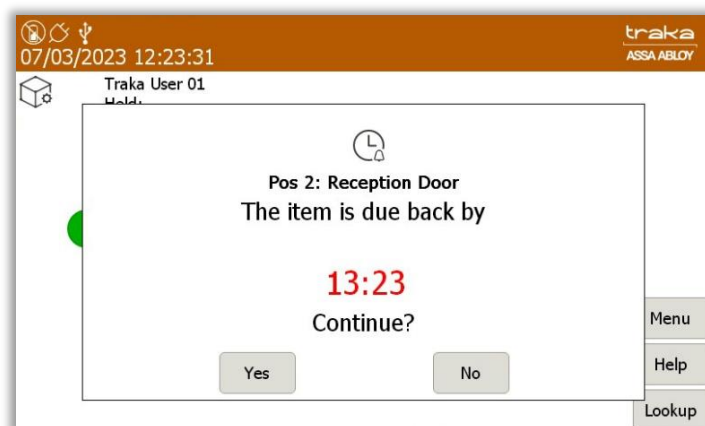 traka
07/03/2023 12:23:31
ASSA ABLOY
Traka User 01
Held:
Pos 2: Reception Door
The item is due back by
13:23
Continue?
Menu
Yes
No
Help
Lookup